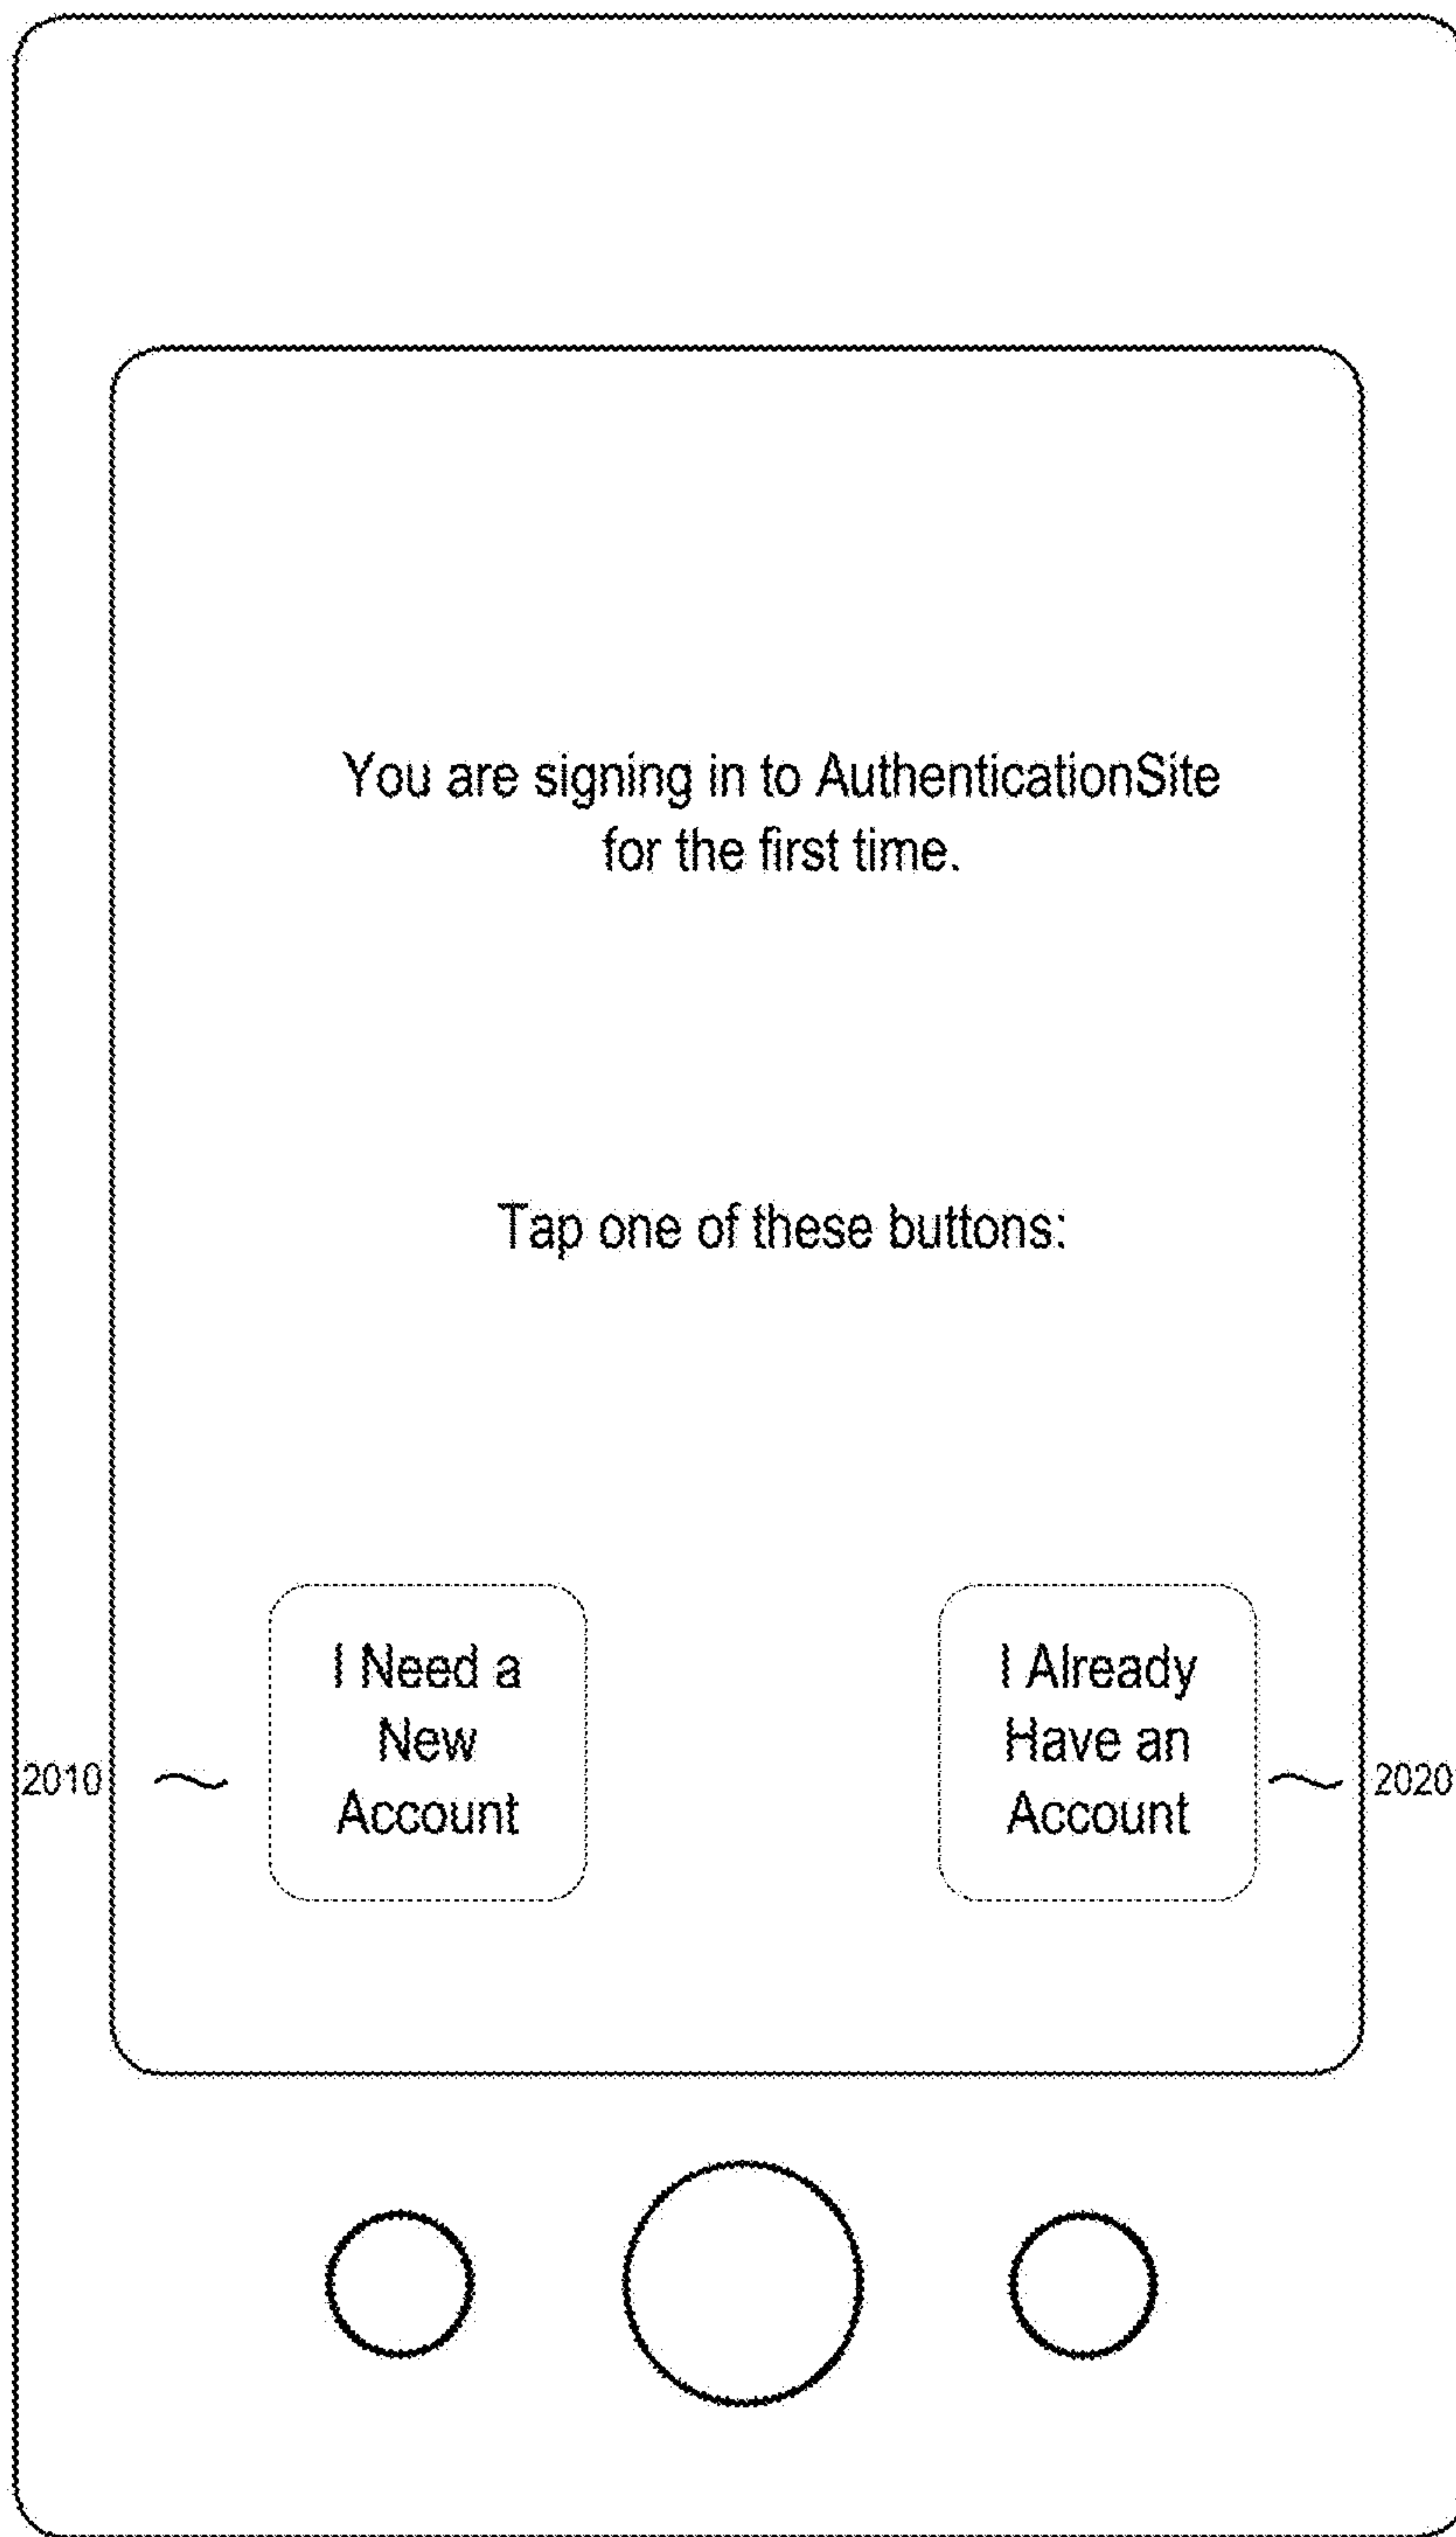 You are signing in to AuthenticationSite
for the first time.
Tap one of these buttons:
I Need a
New
Account
I Already
Have an
Account
2010
2020